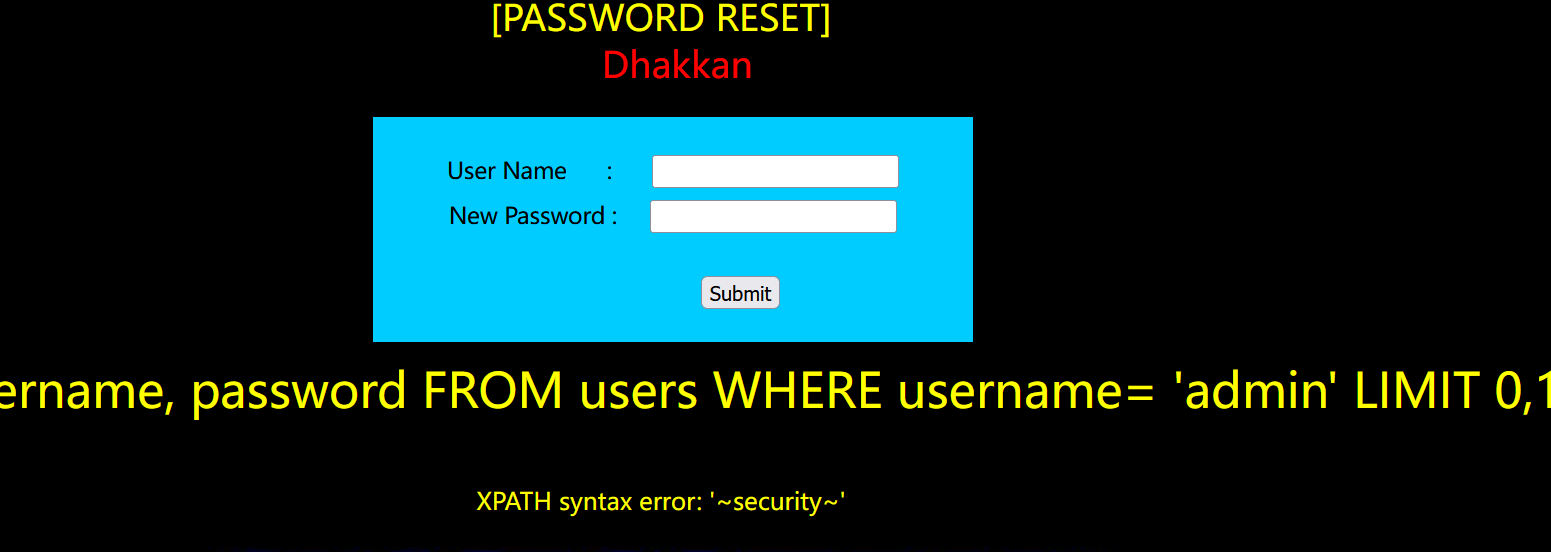 [PASSWORD RESET]
Dhakkan
User Name :
New Password :
Submit
password FROM users WHERE username= 'admin' LIMIT 0,1
XPATH syntax error: '~security~'